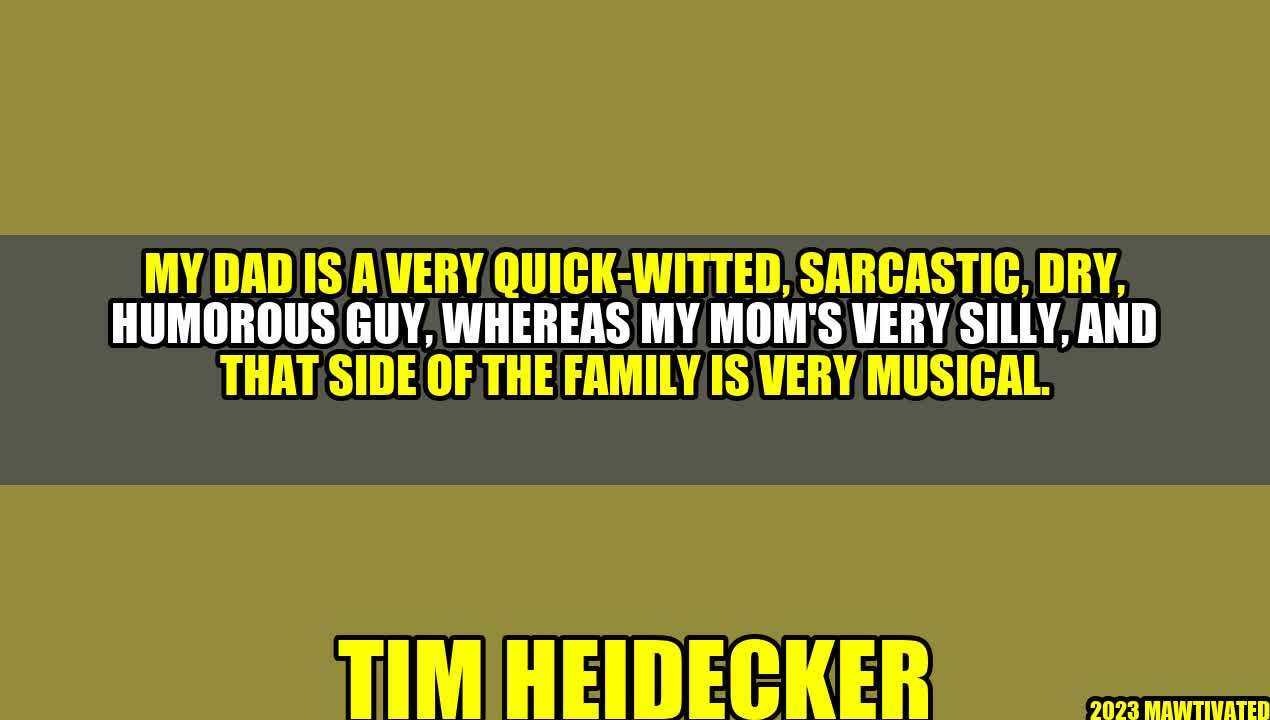 MY DAD IS A VERY QUICK-WITTED, SARCASTIC, DRY,
HUMOROUS GUY, WHEREAS MY MOM'S VERY SILLY, AND
THAT SIDE OF THE FAMILY IS VERY MUSICAL.
TIM HEIDECKER
2023 MAWTIVATED